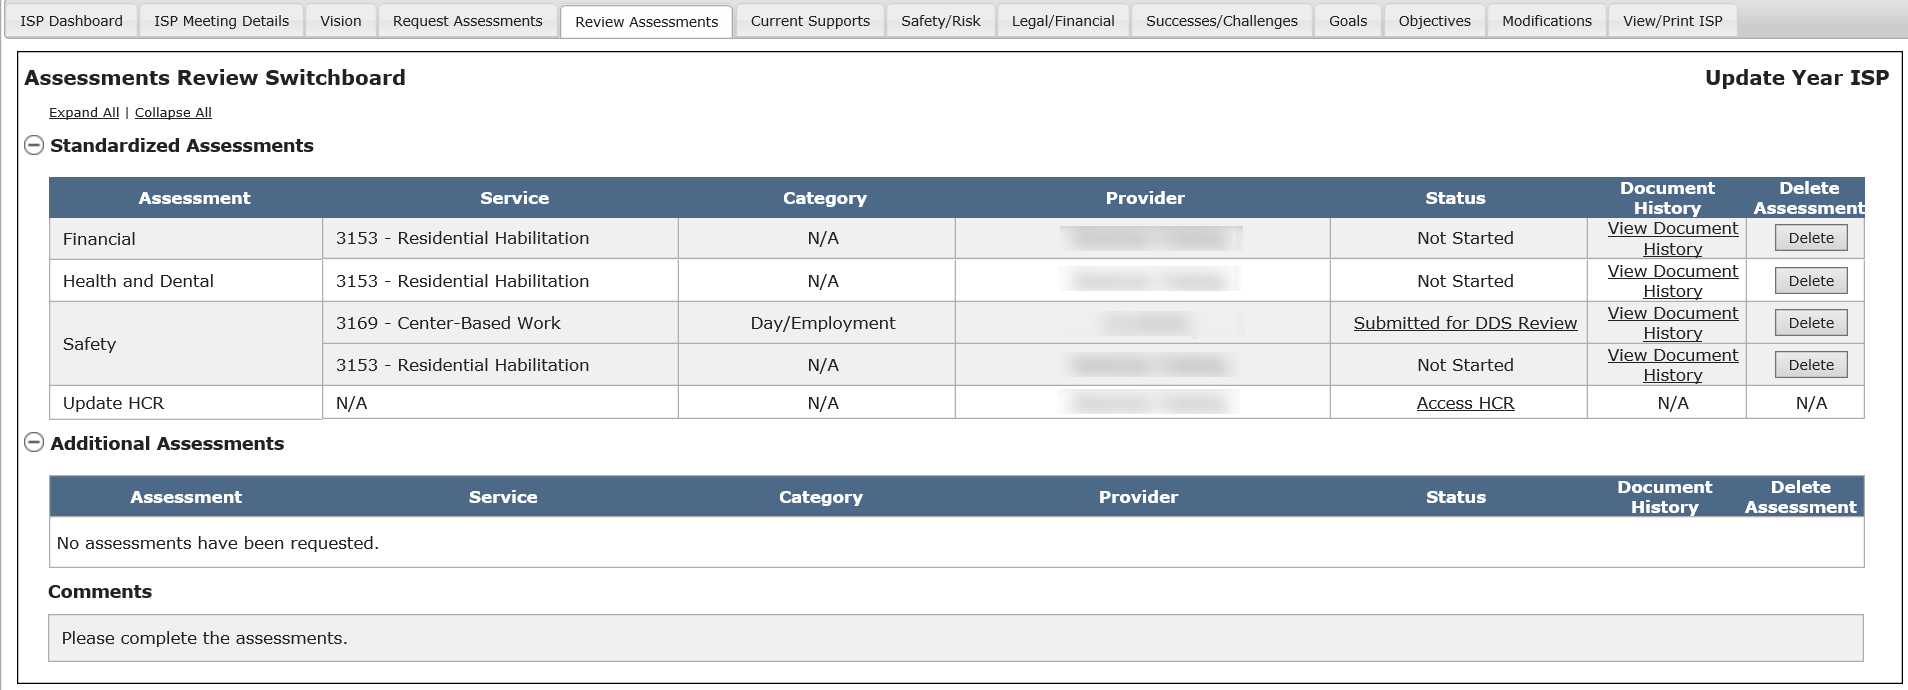 ISP Dashboard ISP Meeting Details Vision Request Assessments Review Assessments Current Supports Safety/Risk Legal/Financial Successes/Challenges Goals Objectives Modifications View/Print ISP
Assessments Review Switchboard Update Year ISP
Expand All | Collapse All
Standardized Assessments
Assessment Service Category Provider Status Document History Delete Assessment
Financial 3153 - Residential Habilitation N/A Not Started View Document History Delete
Health and Dental 3153 - Residential Habilitation N/A Not Started View Document History Delete
Safety 3169 - Center-Based Work Day/Employment Submitted for DDS Review View Document History Delete
3153 - Residential Habilitation N/A Not Started View Document History Delete
Update HCR N/A N/A Access HCR N/A N/A
Additional Assessments
Assessment Service Category Provider Status Document History Delete Assessment
No assessments have been requested.
Comments
Please complete the assessments.